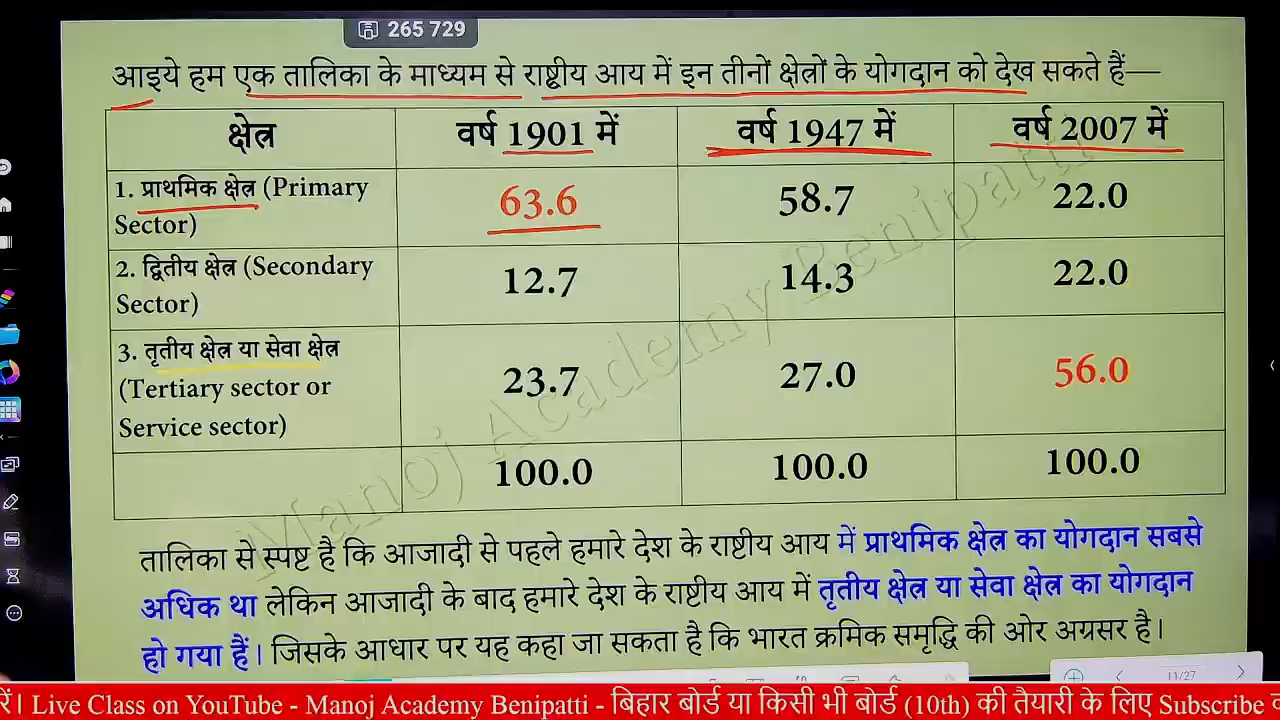 265 729
आइये हम एक तालिका के माध्यम से राष्ट्रीय आय में इन तीनों क्षेत्रों के योगदान को देख सकते हैं—
क्षेत्र वर्ष 1901 में वर्ष 1947 में वर्ष 2007 में
1. प्राथमिक क्षेत्र (Primary
Sector) 63.6 58.7 22.0
2. द्वितीय क्षेत्र (Secondary
Sector) 12.7 14.3 22.0
3. तृतीय क्षेत्र या सेवा क्षेत्र
(Tertiary sector or
Service sector) 23.7 27.0 56.0
100.0 100.0 100.0
Manoj Academy Benipatti
तालिका से स्पष्ट है कि आजादी से पहले हमारे देश के राष्टीय आय में प्राथमिक क्षेत्र का योगदान सबसे
अधिक था लेकिन आजादी के बाद हमारे देश के राष्टीय आय में तृतीय क्षेत्र या सेवा क्षेत्र का योगदान
हो गया हैं। जिसके आधार पर यह कहा जा सकता है कि भारत क्रमिक समृद्धि की ओर अग्रसर है।
11/27
रें। Live Class on YouTube - Manoj Academy Benipatti - बिहार बोर्ड या किसी भी बोर्ड (10th) की तैयारी के लिए Subscribe